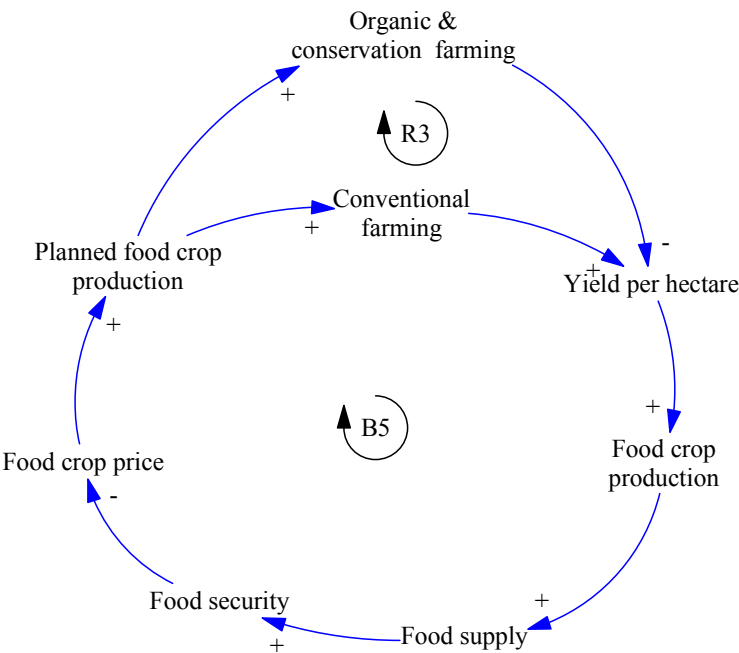 Organic &
conservation farming
+
R3
Conventional
farming
+
-
+
Planned food crop
production
Yield per hectare
+
+
B5
Food crop
production
Food crop price
-
Food security
+
Food supply
+